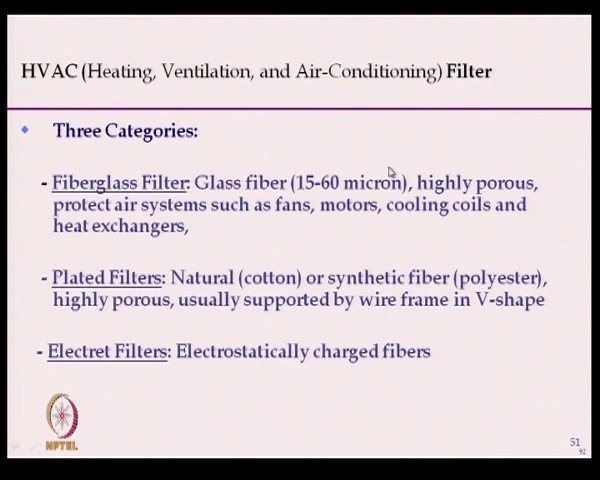 HVAC (Heating, Ventilation, and Air-Conditioning) Filter
Three Categories:
- Fiberglass Filter: Glass fiber (15-60 micron), highly porous,
protect air systems such as fans, motors, cooling coils and
heat exchangers,
- Plated Filters: Natural (cotton) or synthetic fiber (polyester),
highly porous, usually supported by wire frame in V-shape
- Electret Filters: Electrostatically charged fibers
NPTEL
51
92